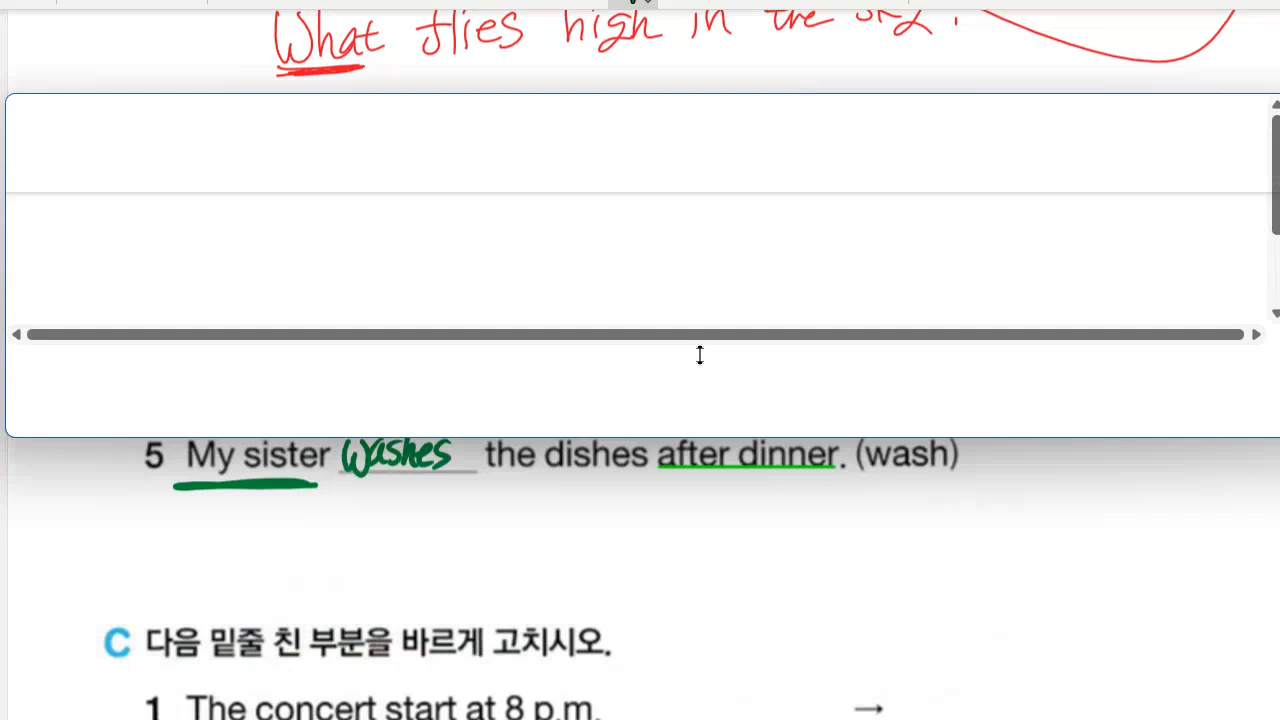 What flies high in the sky.
5 My sister washes the dishes after dinner. (wash)
C 다음 밑줄 친 부분을 바르게 고치시오.
1 The concert start at 8 p.m. →